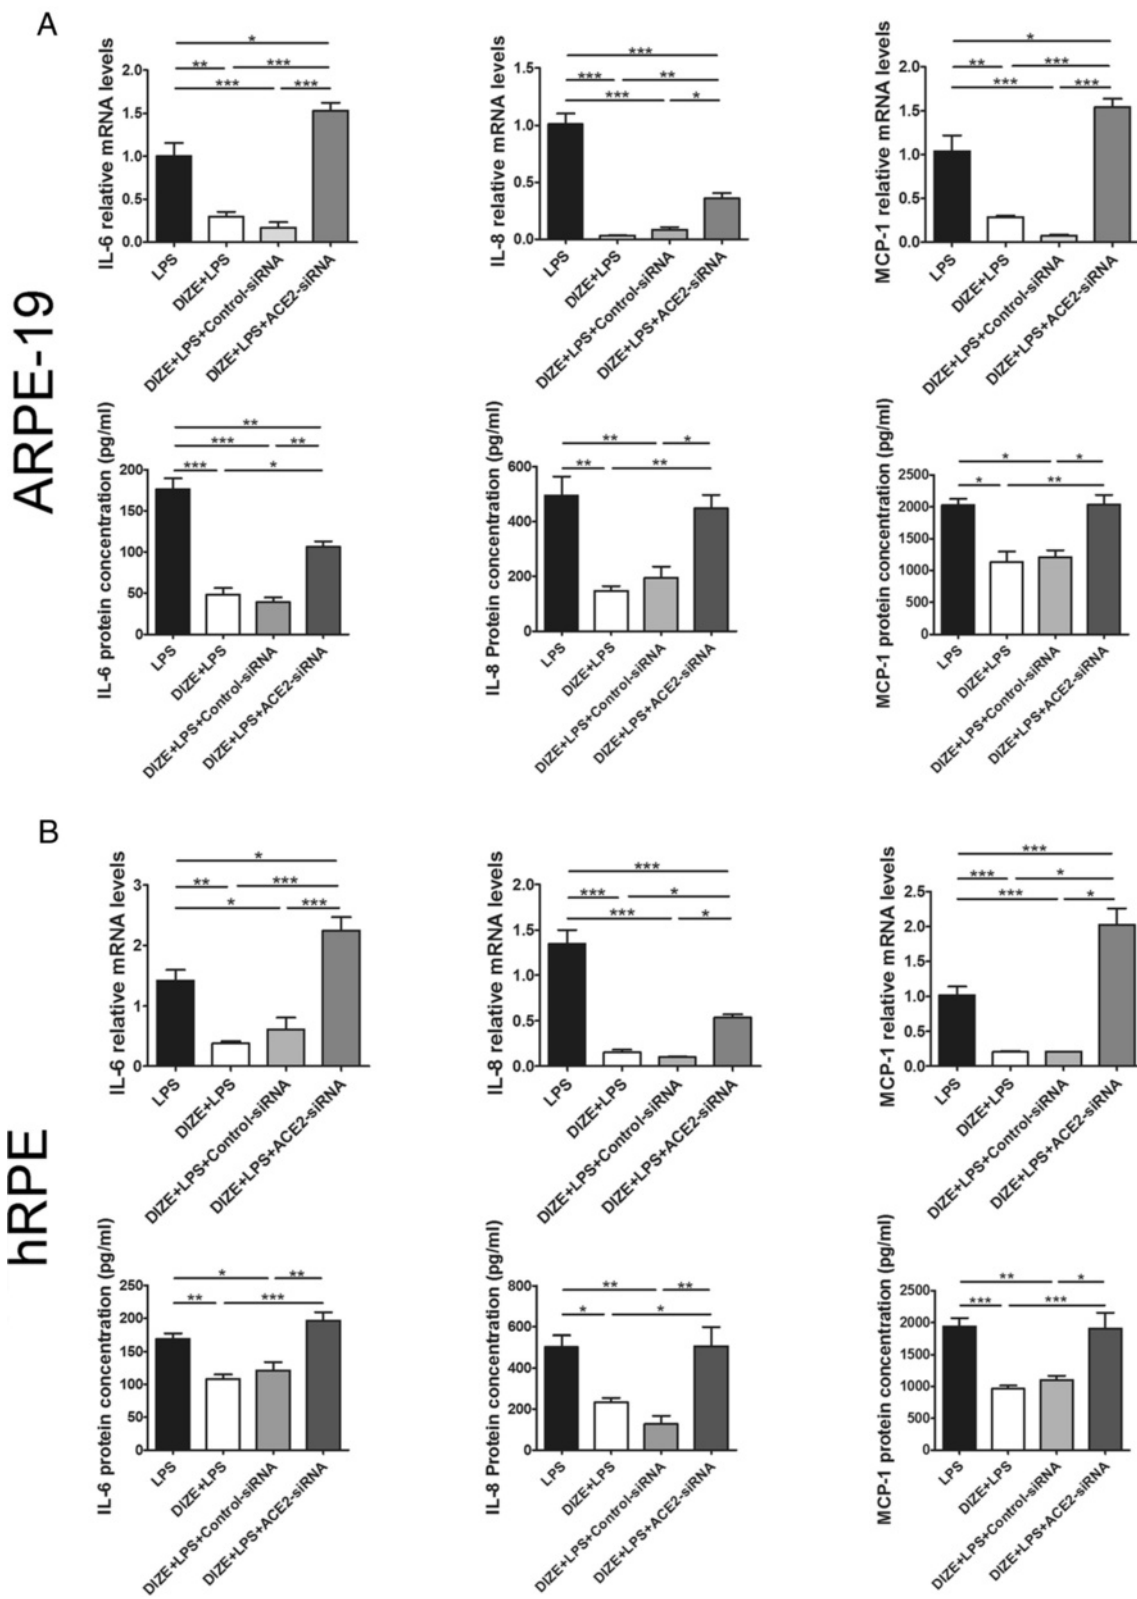 A
ARPE-19
IL-6 relative mRNA levels
2.0
1.5
1.0
0.5
0.0
*
** ***
*** ***
LPS
DIZE+LPS
DIZE+LPS+Control-siRNA
DIZE+LPS+ACE2-siRNA
IL-8 relative mRNA levels
1.5
1.0
0.5
0.0
***
*** **
*** *
LPS
DIZE+LPS
DIZE+LPS+Control-siRNA
DIZE+LPS+ACE2-siRNA
MCP-1 relative mRNA levels
2.0
1.5
1.0
0.5
0.0
*
** ***
*** ***
LPS
DIZE+LPS
DIZE+LPS+Control-siRNA
DIZE+LPS+ACE2-siRNA
IL-6 protein concentration (pg/ml)
200
150
100
50
0
**
*** **
*** *
LPS
DIZE+LPS
DIZE+LPS+Control-siRNA
DIZE+LPS+ACE2-siRNA
IL-8 Protein concentration (pg/ml)
600
400
200
0
** *
** **
LPS
DIZE+LPS
DIZE+LPS+Control-siRNA
DIZE+LPS+ACE2-siRNA
MCP-1 protein concentration (pg/ml)
2500
2000
1500
1000
500
0
* *
* **
LPS
DIZE+LPS
DIZE+LPS+Control-siRNA
DIZE+LPS+ACE2-siRNA
B
hRPE
IL-6 relative mRNA levels
3
2
1
0
*
** ***
* ***
LPS
DIZE+LPS
DIZE+LPS+Control-siRNA
DIZE+LPS+ACE2-siRNA
IL-8 relative mRNA levels
2.0
1.5
1.0
0.5
0.0
***
*** *
*** *
LPS
DIZE+LPS
DIZE+LPS+Control-siRNA
DIZE+LPS+ACE2-siRNA
MCP-1 relative mRNA levels
2.5
2.0
1.5
1.0
0.5
0.0
***
*** *
*** *
LPS
DIZE+LPS
DIZE+LPS+Control-siRNA
DIZE+LPS+ACE2-siRNA
IL-6 protein concentration (pg/ml)
250
200
150
100
50
0
* **
** ***
LPS
DIZE+LPS
DIZE+LPS+Control-siRNA
DIZE+LPS+ACE2-siRNA
IL-8 Protein concentration (pg/ml)
800
600
400
200
0
** **
* *
LPS
DIZE+LPS
DIZE+LPS+Control-siRNA
DIZE+LPS+ACE2-siRNA
MCP-1 protein concentration (pg/ml)
2500
2000
1500
1000
500
0
** *
*** ***
LPS
DIZE+LPS
DIZE+LPS+Control-siRNA
DIZE+LPS+ACE2-siRNA